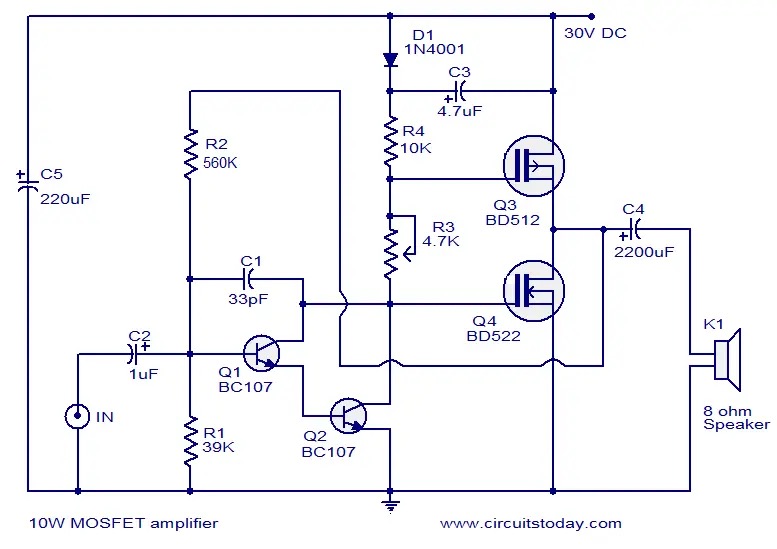 30V DC
D1
1N4001
C3
4.7uF
R2
560K
R4
10K
C5
220uF
Q3
BD512
R3
4.7K
C4
2200uF
C1
33pF
Q4
BD522
K1
C2
1uF
Q1
BC107
IN
R1
39K
Q2
BC107
8 ohm
Speaker
10W MOSFET amplifier
www.circuitstoday.com
+
+
+
+